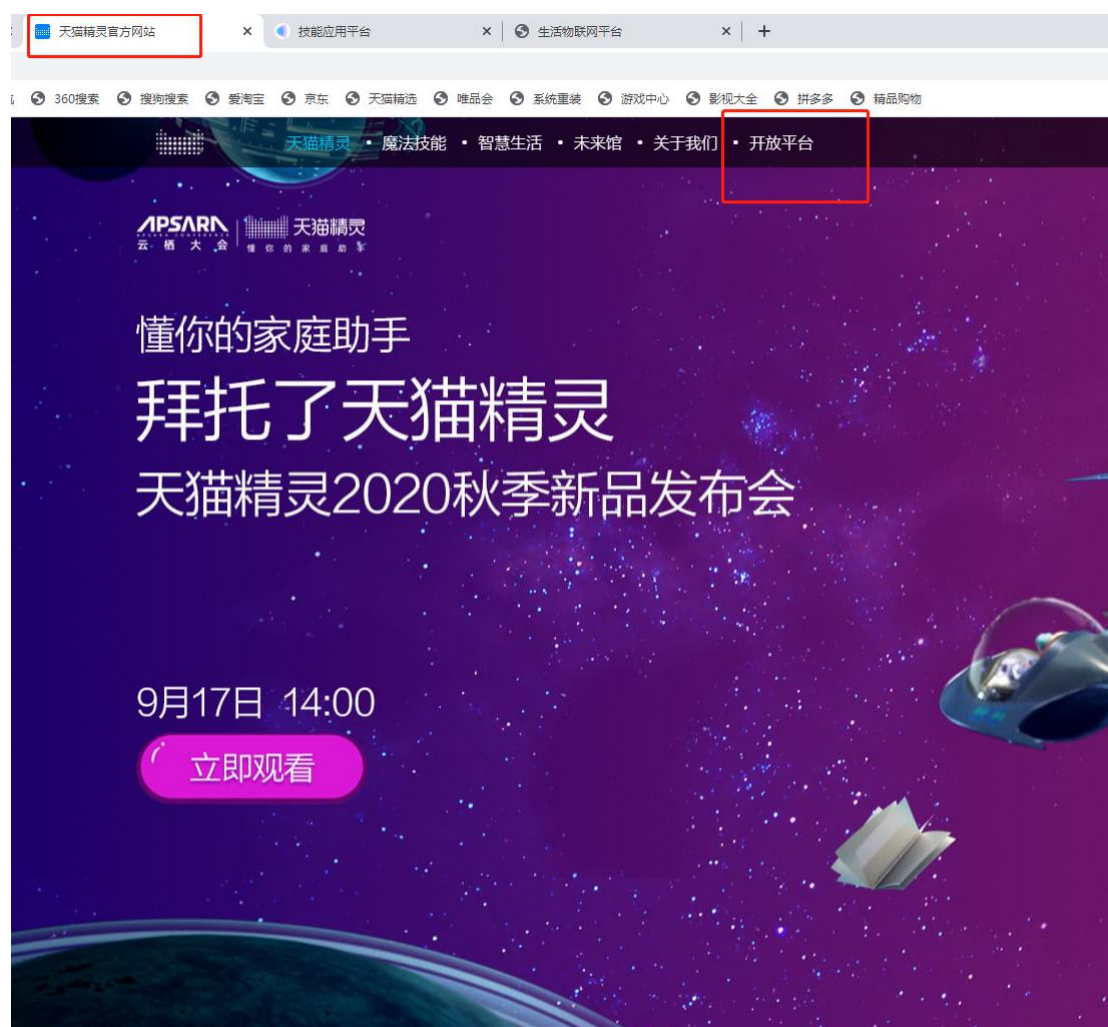 天猫精灵官方网站 × 技能应用平台 × 生活物联网平台 × +
360搜索 搜狗搜索 爱淘宝 京东 天猫精选 唯品会 系统重装 游戏中心 影视大全 拼多多 精品购物
天猫精灵 • 魔法技能 • 智慧生活 • 未来馆 • 关于我们 • 开放平台
APSARA 云栖大会 天猫精灵 懂你的家庭助手
懂你的家庭助手
拜托了天猫精灵
天猫精灵2020秋季新品发布会
9月17日 14:00
立即观看